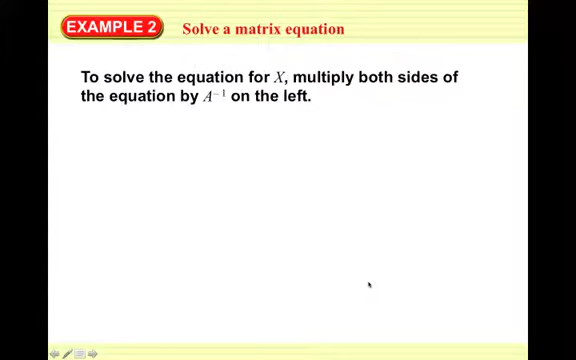 EXAMPLE 2 Solve a matrix equation
To solve the equation for X, multiply both sides of
the equation by A⁻¹ on the left.